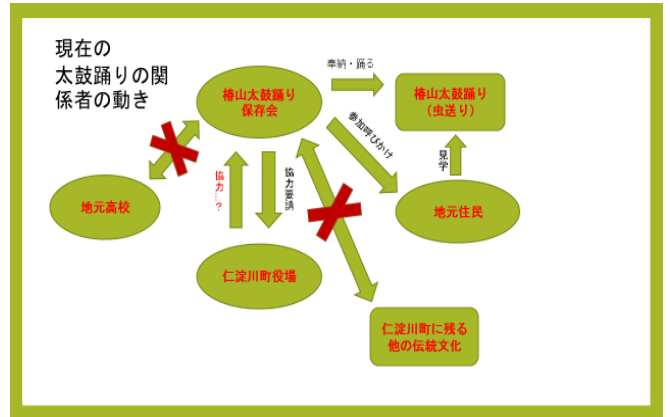 現在の
太鼓踊りの関
係者の動き
奉納・踊る
椿山太鼓踊り
保存会
椿山太鼓踊り
(虫送り)
参加呼びかけ
見学
協力…?
協力要請
地元高校
地元住民
仁淀川町役場
仁淀川町に残る
他の伝統文化